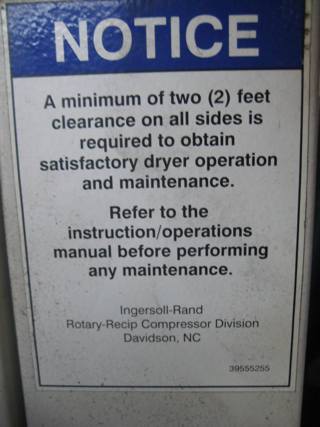 NOTICE
A minimum of two (2) feet
clearance on all sides is
required to obtain
satisfactory dryer operation
and maintenance.
Refer to the
instruction/operations
manual before performing
any maintenance.
Ingersoll-Rand
Rotary-Recip Compressor Division
Davidson, NC
39555255